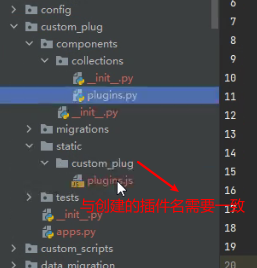 config
custom_plug
components
collections
__init__.py
plugins.py
__init__.py
migrations
static
custom_plug
plugins.js
与创建的插件名需要一致
tests
__init__.py
apps.py
custom_scripts
data_migration
6
7
8
9
10
11
12
13
14
15
16
17
18
19
20